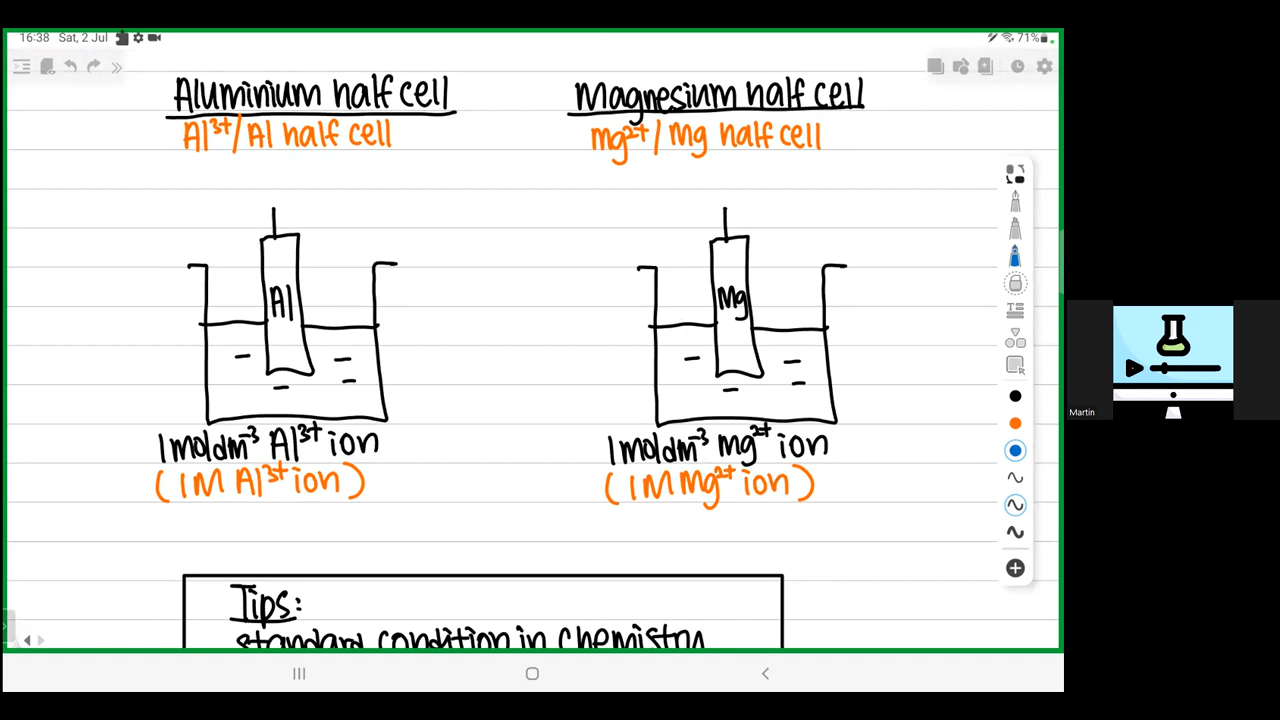 16:38 Sat, 2 Jul
71%
Aluminium half cell
Al³⁺/Al half cell
Magnesium half cell
mg²⁺/Mg half cell
Al
Mg
1moldm⁻³ Al³⁺ ion
(1M Al³⁺ ion)
1moldm⁻³ mg²⁺ ion
(1M Mg²⁺ ion)
Tips:
standard condition in chemistry
Martin